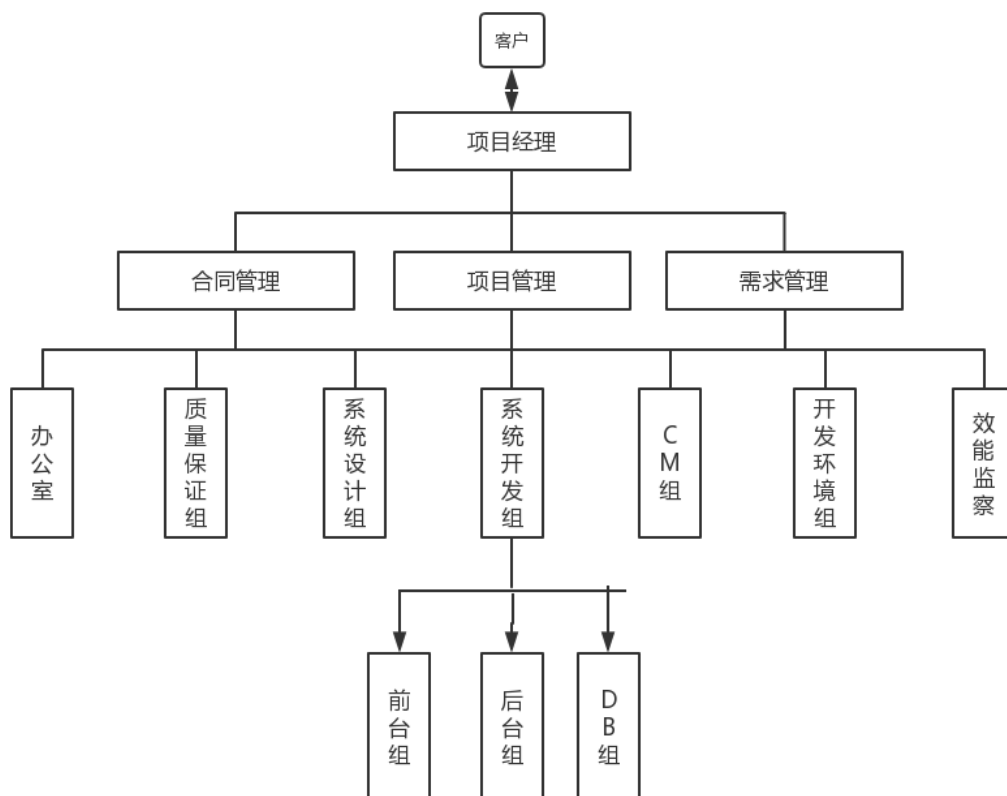 客户
项目经理
合同管理
项目管理
需求管理
办公室
质量保证组
系统设计组
系统开发组
CM组
开发环境组
效能监察
前台组
后台组
DB组